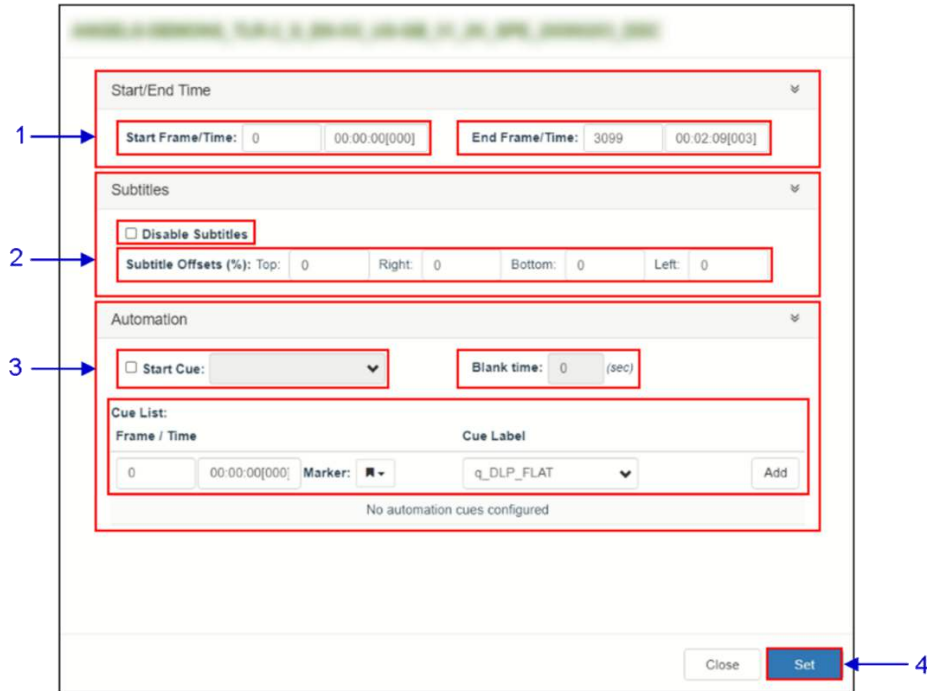 Start/End Time
1 Start Frame/Time: 0 00:00:00[000] End Frame/Time: 3099 00:02:09[003]
Subtitles
Disable Subtitles
2 Subtitle Offsets (%): Top: 0 Right: 0 Bottom: 0 Left: 0
Automation
3 Start Cue: Blank time: 0 (sec)
Cue List:
Frame / Time Cue Label
0 00:00:00[000] Marker: q_DLP_FLAT Add
No automation cues configured
Close Set 4